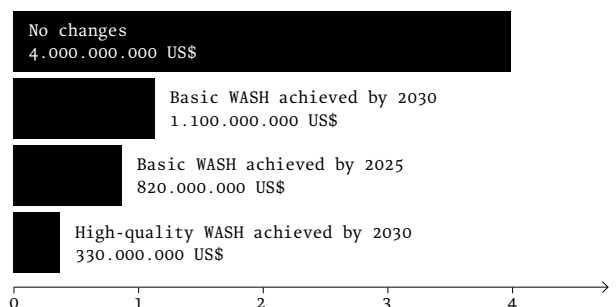 No changes
4.000.000.000 US$
Basic WASH achieved by 2030
1.100.000.000 US$
Basic WASH achieved by 2025
820.000.000 US$
High-quality WASH achieved by 2030
330.000.000 US$
0 1 2 3 4